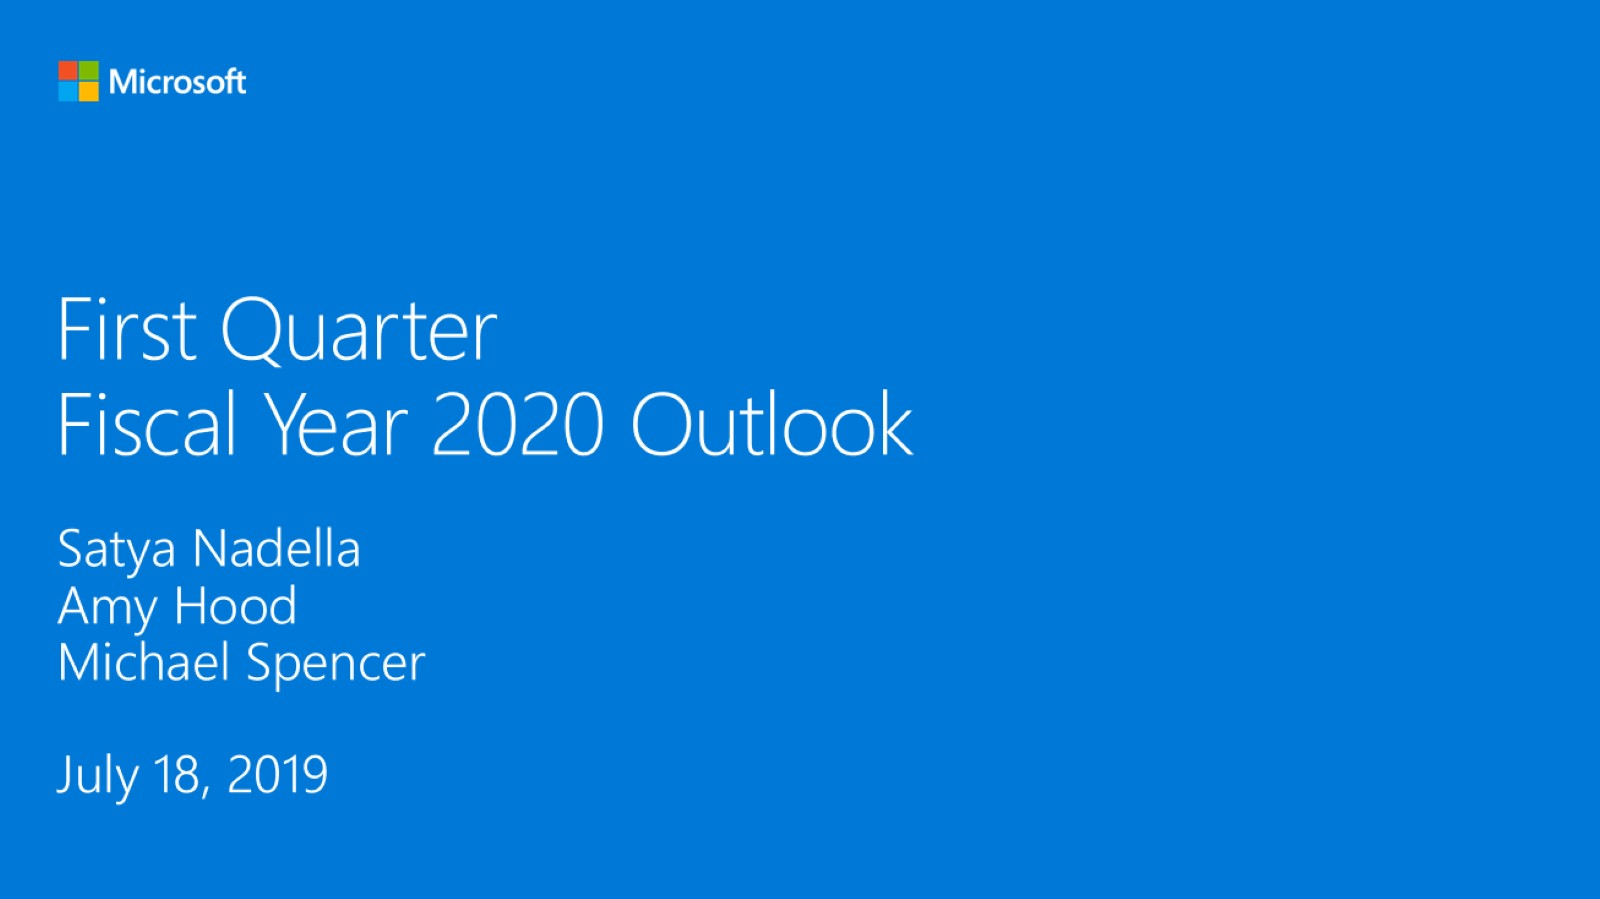 Microsoft
First Quarter
Fiscal Year 2020 Outlook
Satya Nadella
Amy Hood
Michael Spencer
July 18, 2019